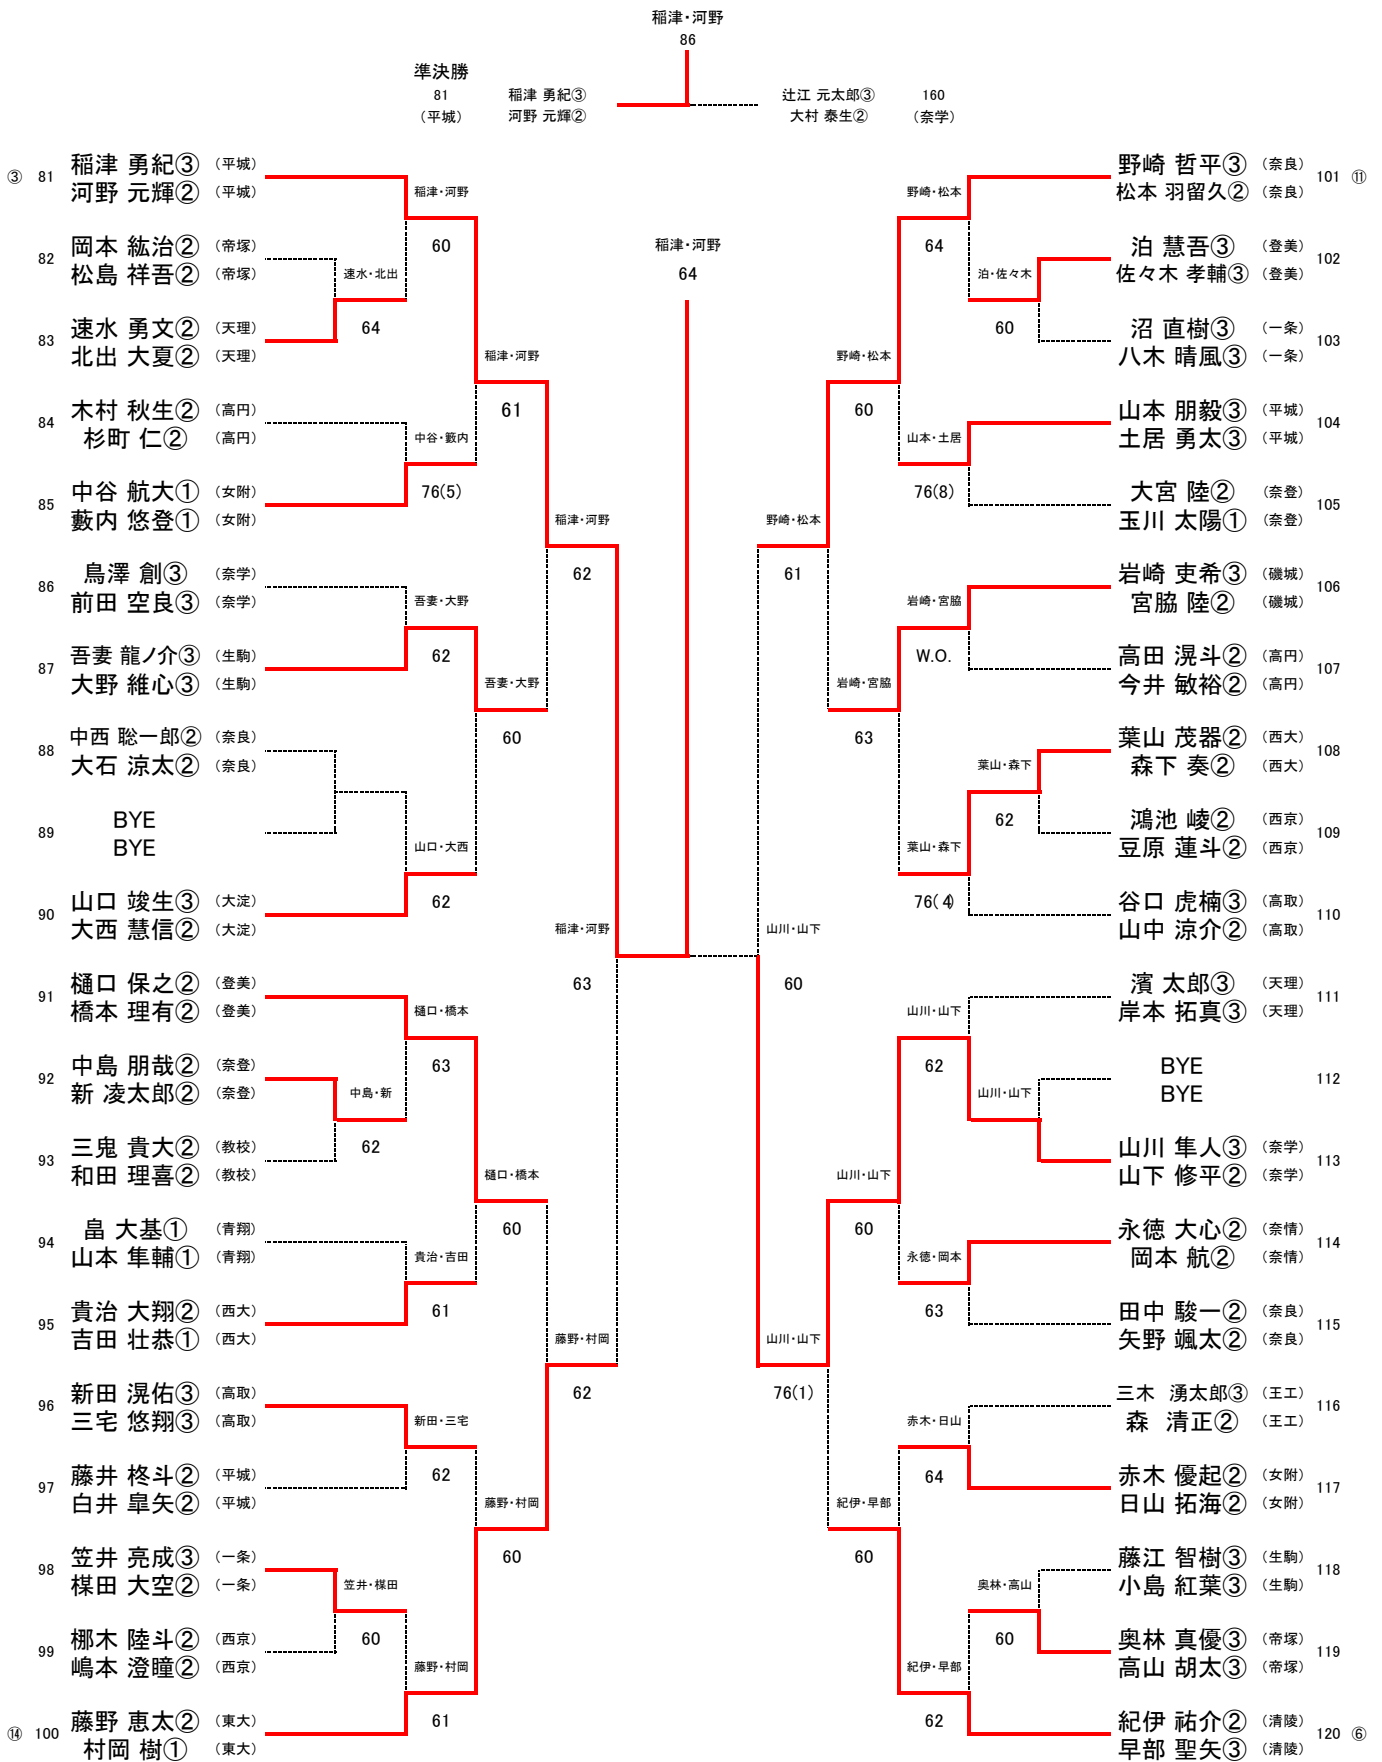 稲津・河野
86
準決勝
81 稲津 勇紀③ 辻江 元太郎③ 160
(平城) 河野 元輝② 大村 泰生② (奈学)
③ 81 稲津 勇紀③ (平城)
河野 元輝② (平城)
稲津・河野
60
82 岡本 紘治② (帝塚)
松島 祥吾② (帝塚)
速水・北出
64
83 速水 勇文② (天理)
北出 大夏② (天理)
稲津・河野
61
84 木村 秋生② (高円)
杉町 仁② (高円)
中谷・籔内
76(5)
85 中谷 航大① (女附)
藪内 悠登① (女附)
稲津・河野
62
86 鳥澤 創③ (奈学)
前田 空良③ (奈学)
吾妻・大野
62
87 吾妻 龍ノ介③ (生駒)
大野 維心③ (生駒)
吾妻・大野
60
88 中西 聡一郎② (奈良)
大石 涼太② (奈良)
89 BYE
BYE
山口・大西
62
90 山口 竣生③ (大淀)
大西 慧信② (大淀)
稲津・河野
63
91 樋口 保之② (登美)
橋本 理有② (登美)
樋口・橋本
63
92 中島 朋哉② (奈登)
新 凌太郎② (奈登)
中島・新
62
93 三鬼 貴大② (教校)
和田 理喜② (教校)
樋口・橋本
60
94 畠 大基① (青翔)
山本 隼輔① (青翔)
貴治・吉田
61
95 貴治 大翔② (西大)
吉田 壮恭① (西大)
藤野・村岡
62
96 新田 滉佑③ (高取)
三宅 悠翔③ (高取)
新田・三宅
62
97 藤井 柊斗② (平城)
白井 皐矢② (平城)
藤野・村岡
60
98 笠井 亮成③ (一条)
楳田 大空② (一条)
笠井・楳田
60
99 梛木 陸斗② (西京)
嶋本 澄瞳② (西京)
藤野・村岡
61
⑭ 100 藤野 恵太② (東大)
村岡 樹① (東大)
稲津・河野
64
野崎 哲平③ (奈良) 101 ⑪
松本 羽留久② (奈良)
野崎・松本
64
泊 慧吾③ (登美) 102
佐々木 孝輔③ (登美)
泊・佐々木
60
沼 直樹③ (一条) 103
八木 晴風③ (一条)
野崎・松本
60
山本 朋毅③ (平城) 104
土居 勇太③ (平城)
山本・土居
76(8)
大宮 陸② (奈登) 105
玉川 太陽① (奈登)
野崎・松本
61
岩崎 吏希③ (磯城) 106
宮脇 陸② (磯城)
岩崎・宮脇
W.O.
高田 滉斗② (高円) 107
今井 敏裕② (高円)
岩崎・宮脇
63
葉山 茂器② (西大) 108
森下 奏② (西大)
葉山・森下
62
鴻池 崚② (西京) 109
豆原 蓮斗② (西京)
葉山・森下
76(4)
谷口 虎楠③ (高取) 110
山中 涼介② (高取)
山川・山下
60
濱 太郎③ (天理) 111
岸本 拓真③ (天理)
山川・山下
62
BYE 112
BYE
山川・山下
山川 隼人③ (奈学) 113
山下 修平② (奈学)
山川・山下
60
永徳 大心② (奈情) 114
岡本 航② (奈情)
永徳・岡本
63
田中 駿一② (奈良) 115
矢野 颯太② (奈良)
山川・山下
76(1)
三木 湧太郎③ (王工) 116
森 清正② (王工)
赤木・日山
64
赤木 優起② (女附) 117
日山 拓海② (女附)
紀伊・早部
60
藤江 智樹③ (生駒) 118
小島 紅葉③ (生駒)
奥林・高山
60
奥林 真優③ (帝塚) 119
高山 胡太③ (帝塚)
紀伊・早部
62
紀伊 祐介② (清陵) 120 ⑥
早部 聖矢③ (清陵)